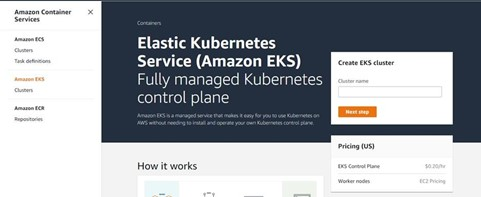 Amazon Container
Services
Amazon ECS
Clusters
Task definitions
Amazon EKS
Clusters
Amazon ECR
Repositories
Containers
Elastic Kubernetes
Service (Amazon EKS)
Fully managed Kubernetes
control plane
Amazon EKS is a managed service that makes it easy for you to use Kubernetes on
AWS without needing to install and operate your own Kubernetes control plane.
How it works
Create EKS cluster
Cluster name
Next step
Pricing (US)
EKS Control Plane $0.20/hr
Worker nodes EC2 Pricing